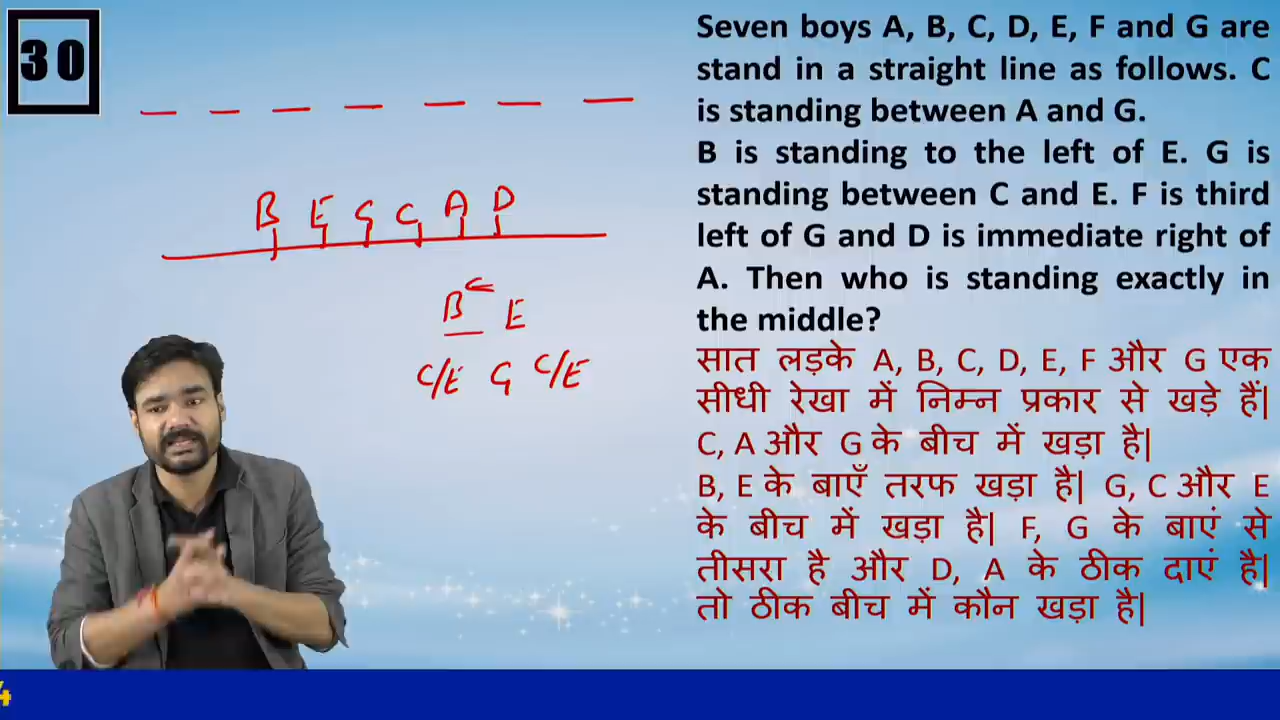 30
B E G C A D
B E
C/E G C/E
Seven boys A, B, C, D, E, F and G are
stand in a straight line as follows. C
is standing between A and G.
B is standing to the left of E. G is
standing between C and E. F is third
left of G and D is immediate right of
A. Then who is standing exactly in
the middle?
सात लड़के A, B, C, D, E, F और G एक
सीधी रेखा में निम्न प्रकार से खड़े हैं|
C, A और G के बीच में खड़ा है|
B, E के बाएँ तरफ खड़ा है| G, C और E
के बीच में खड़ा है| F, G के बाएं से
तीसरा है और D, A के ठीक दाएं है|
तो ठीक बीच में कौन खड़ा है|
4